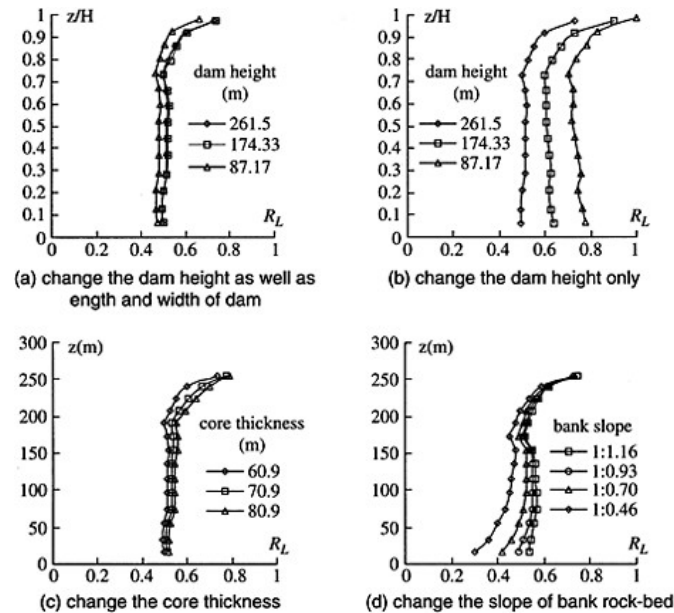 z/H
1
0.9
0.8
0.7
0.6
0.5
0.4
0.3
0.2
0.1
0
dam height
(m)
261.5
174.33
87.17
R_L
0 0.2 0.4 0.6 0.8 1
(a) change the dam height as well as
ength and width of dam
z/H
1
0.9
0.8
0.7
0.6
0.5
0.4
0.3
0.2
0.1
0
dam height
(m)
261.5
174.33
87.17
R_L
0 0.2 0.4 0.6 0.8 1
(b) change the dam height only
300
z(m)
250
200
150
100
50
0
core thickness
(m)
60.9
70.9
80.9
R_L
0 0.2 0.4 0.6 0.8 1
(c) change the core thickness
300
z(m)
250
200
150
100
50
0
bank slope
1:1.16
1:0.93
1:0.70
1:0.46
R_L
0 0.2 0.4 0.6 0.8 1
(d) change the slope of bank rock-bed